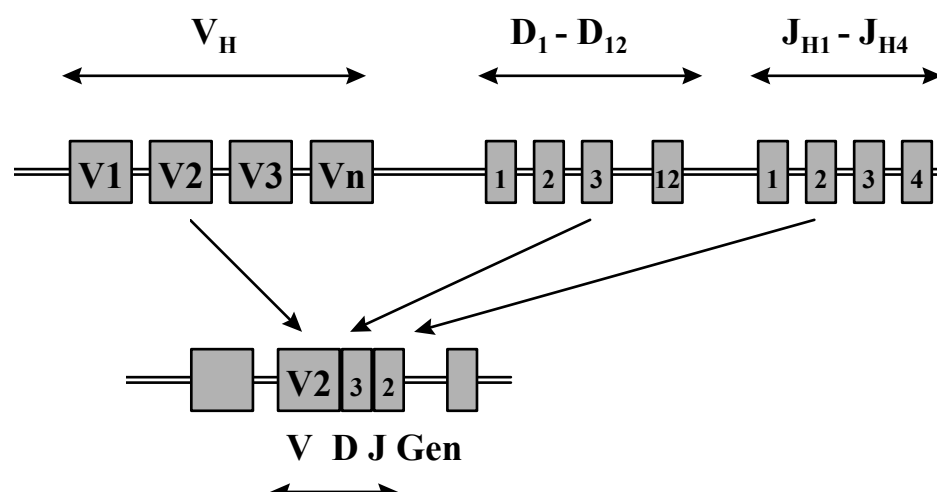 V_H D_1 - D_12 J_H1 - J_H4
V1 V2 V3 Vn 1 2 3 12 1 2 3 4
V2 3 2
V D J Gen